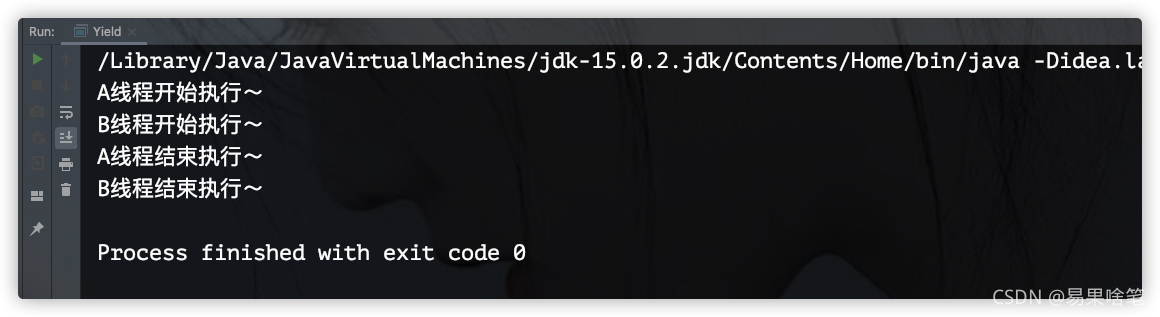 Run: Yield
/Library/Java/JavaVirtualMachines/jdk-15.0.2.jdk/Contents/Home/bin/java -Didea.la
A线程开始执行～
B线程开始执行～
A线程结束执行～
B线程结束执行～
Process finished with exit code 0
CSDN @易果啥笔